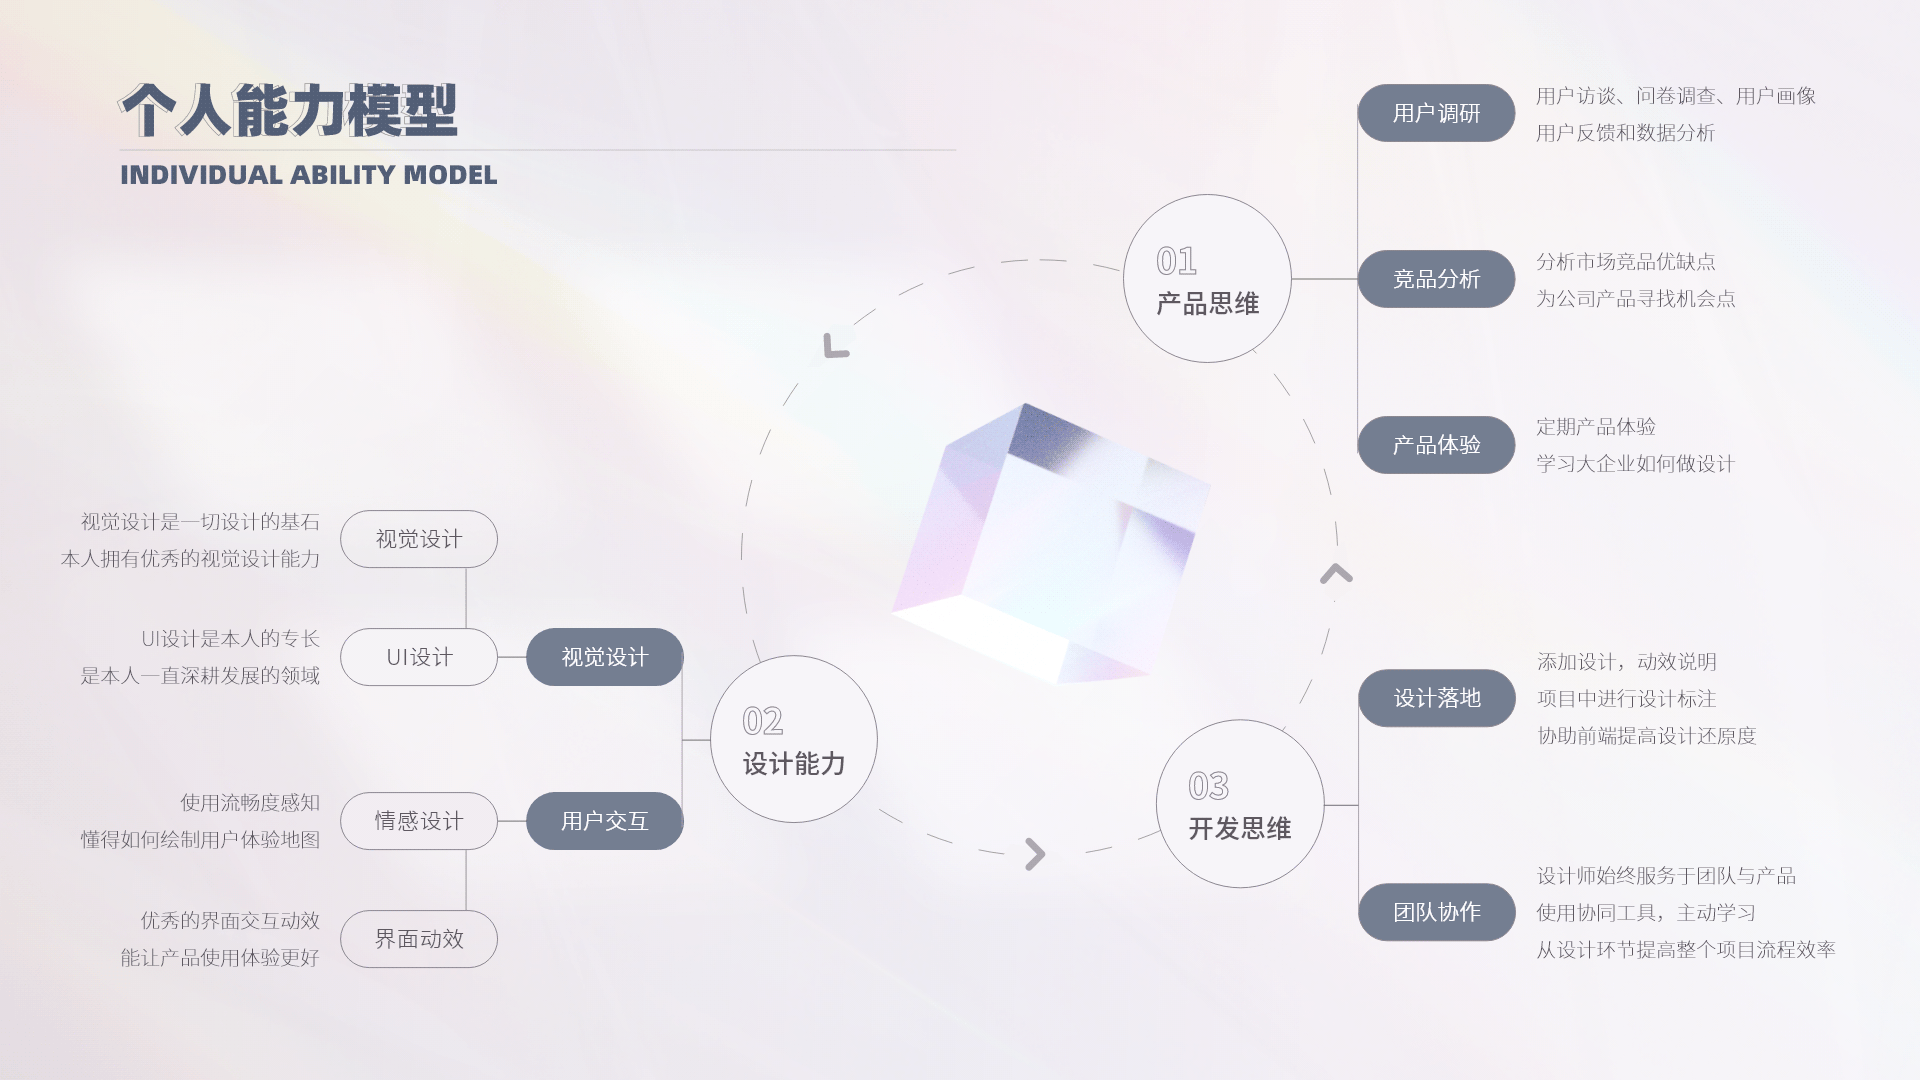 个人能力模型
INDIVIDUAL ABILITY MODEL
01
产品思维
用户调研
用户访谈、问卷调查、用户画像
用户反馈和数据分析
竞品分析
分析市场竞品优缺点
为公司产品寻找机会点
产品体验
定期产品体验
学习大企业如何做设计
02
设计能力
视觉设计
视觉设计
视觉设计是一切设计的基石
本人拥有优秀的视觉设计能力
UI设计
UI设计是本人的专长
是本人一直深耕发展的领域
用户交互
情感设计
使用流畅度感知
懂得如何绘制用户体验地图
界面动效
优秀的界面交互动效
能让产品使用体验更好
03
开发思维
设计落地
添加设计，动效说明
项目中进行设计标注
协助前端提高设计还原度
团队协作
设计师始终服务于团队与产品
使用协同工具，主动学习
从设计环节提高整个项目流程效率